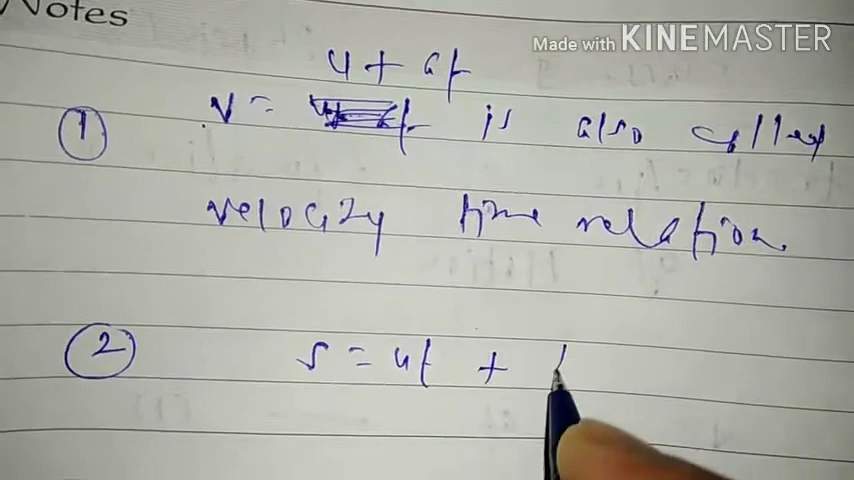 Notes
Made with KINEMASTER
u + at
① v = is also called
velocity time relation.
② s = ut +